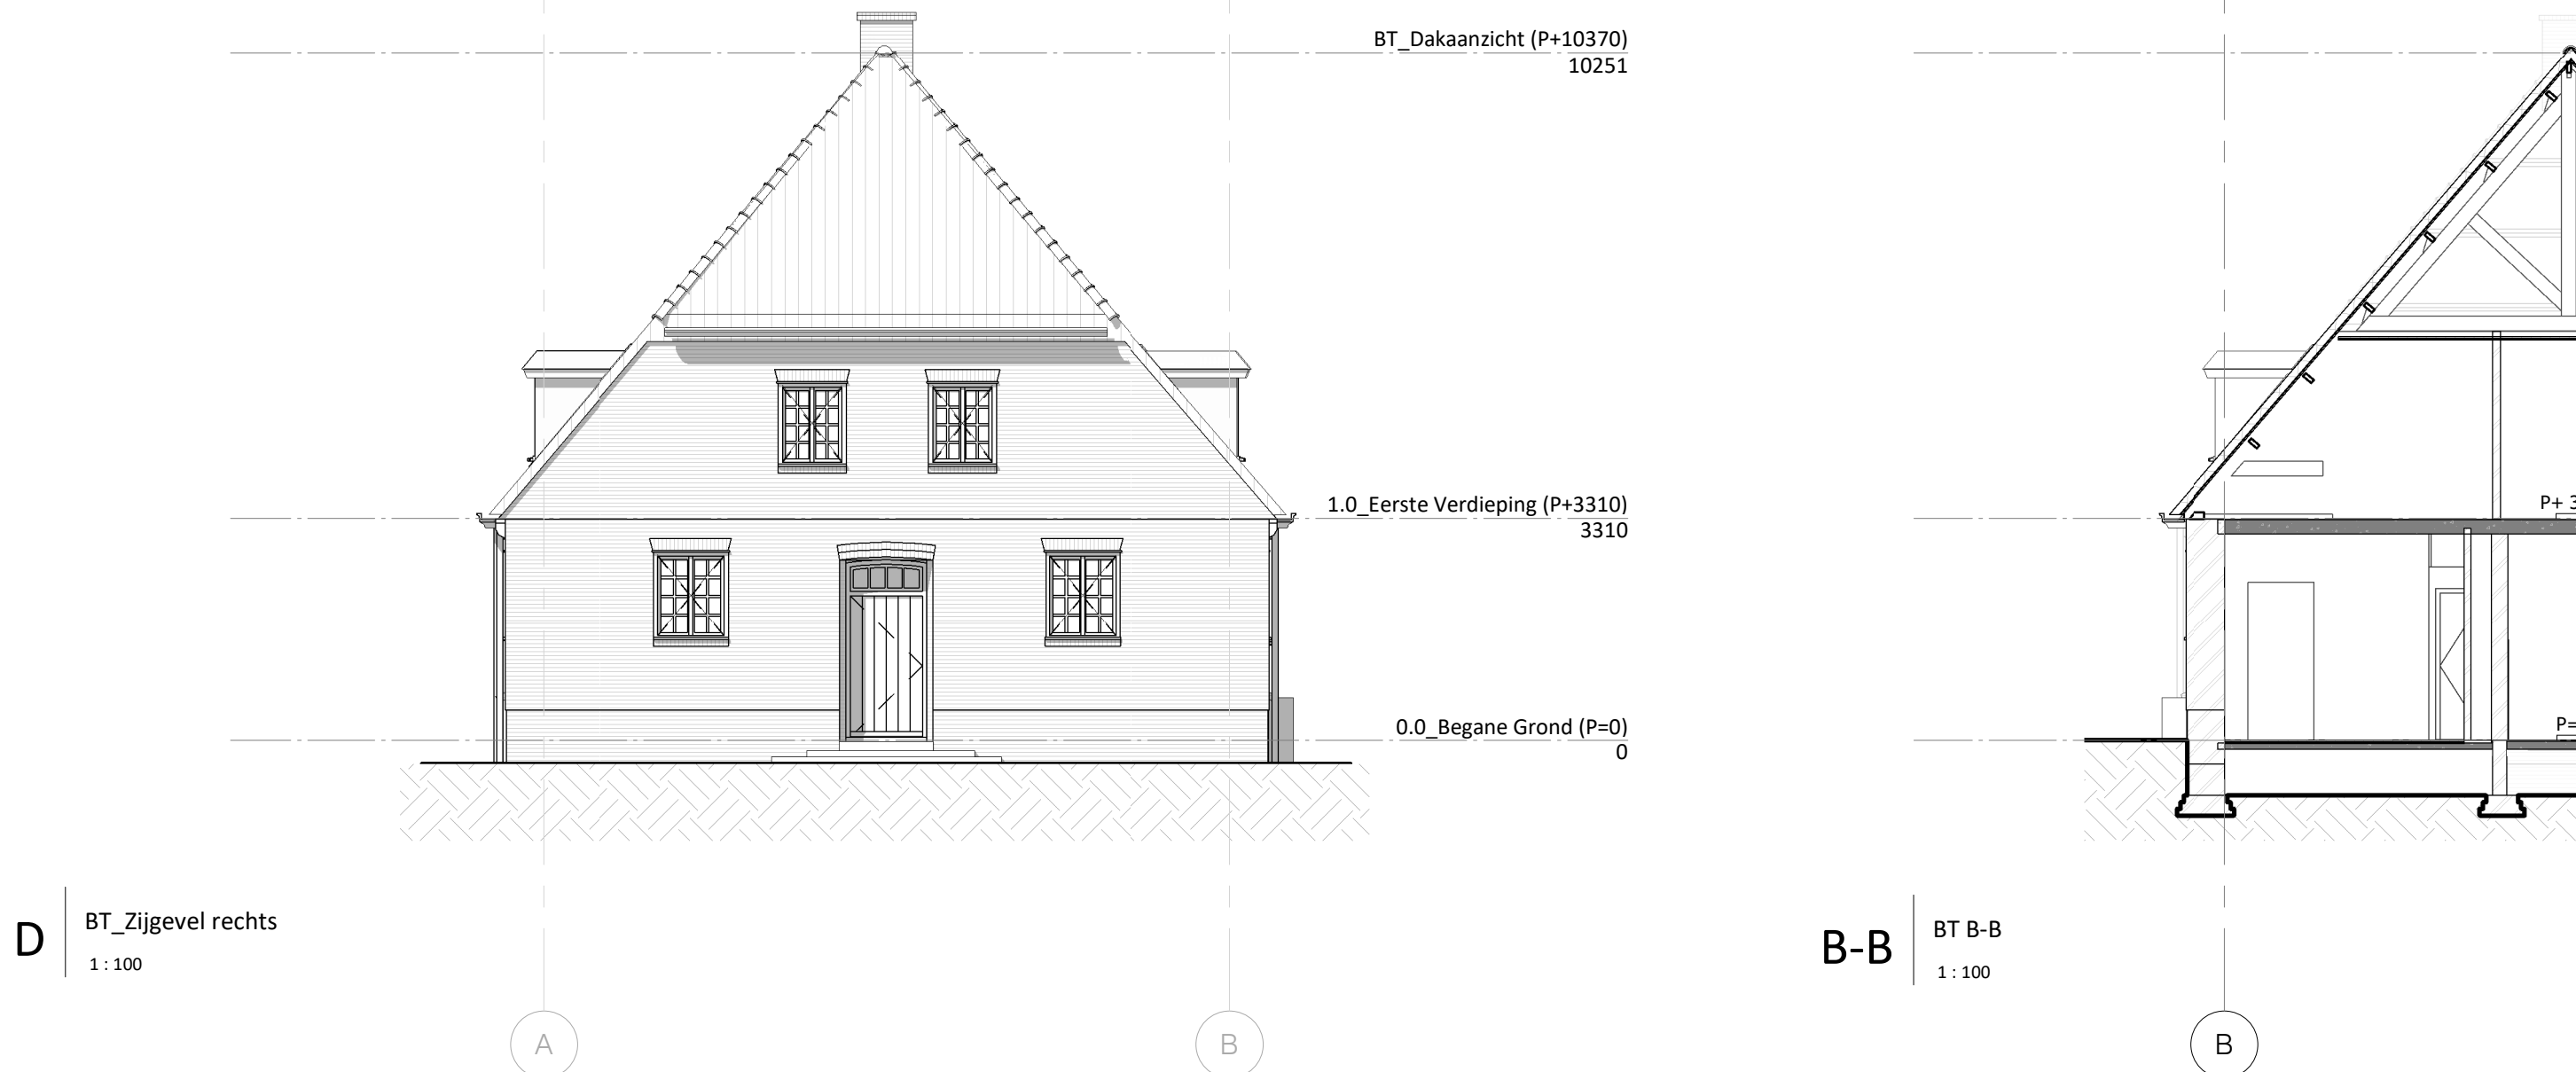 BT_Dakaanzicht (P+10370)
10251
1.0_Eerste Verdieping (P+3310)
3310
P+ 3
0.0_Begane Grond (P=0)
0
P=
D
BT_Zijgevel rechts
1 : 100
B-B
BT B-B
1 : 100
A
B
B